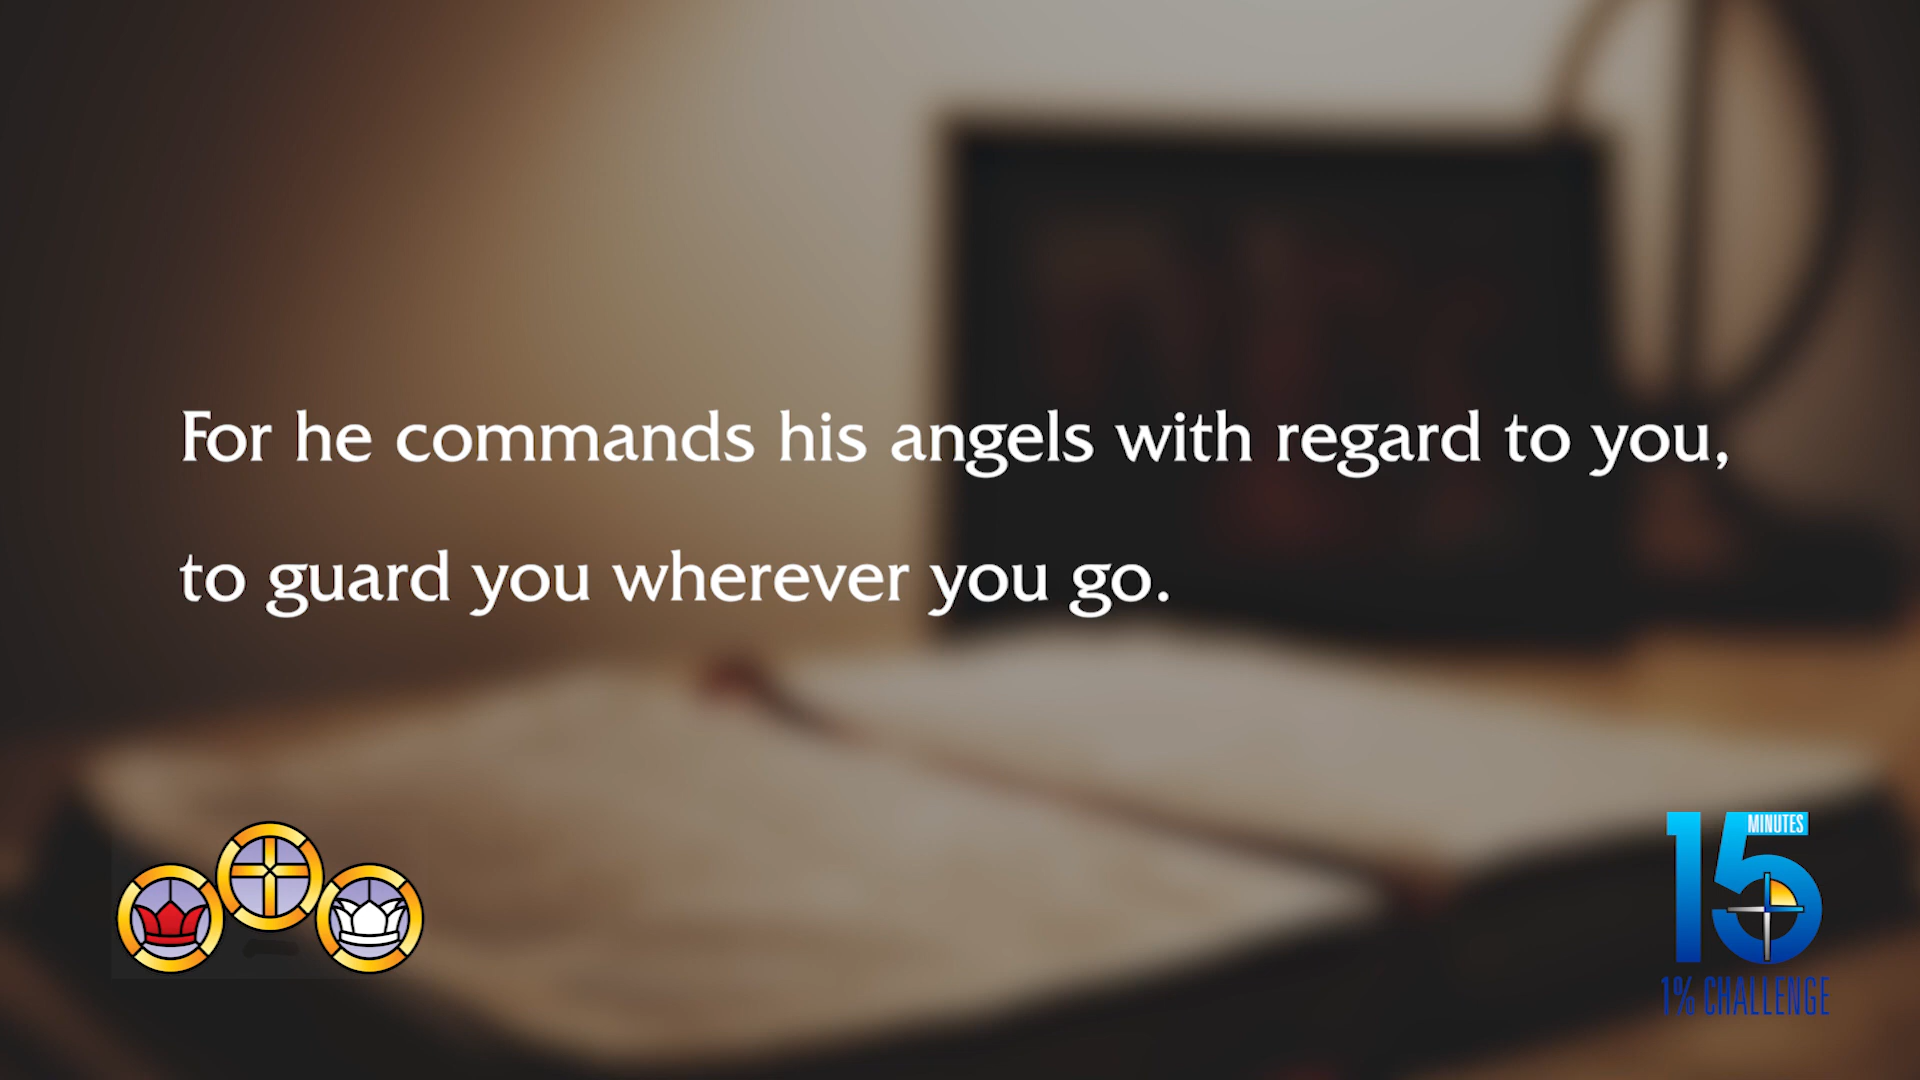 For he commands his angels with regard to you,
to guard you wherever you go.
15
MINUTES
1% CHALLENGE